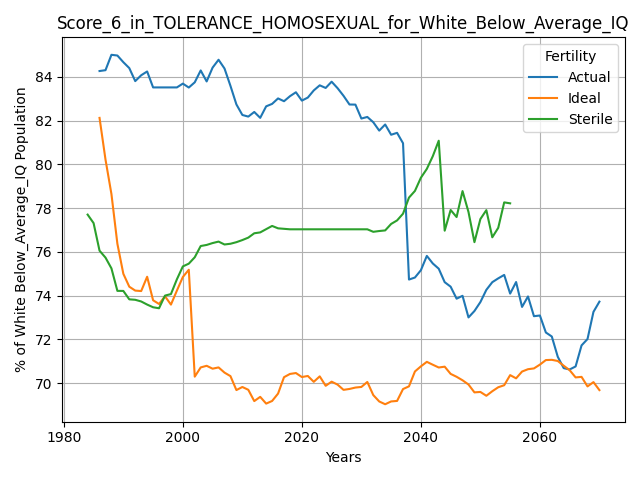 Score_6_in_TOLERANCE_HOMOSEXUAL_for_White_Below_Average_IQ
% of White Below_Average_IQ Population
84
82
80
78
76
74
72
70
Fertility
Actual
Ideal
Sterile
1980
2000
2020
2040
2060
Years